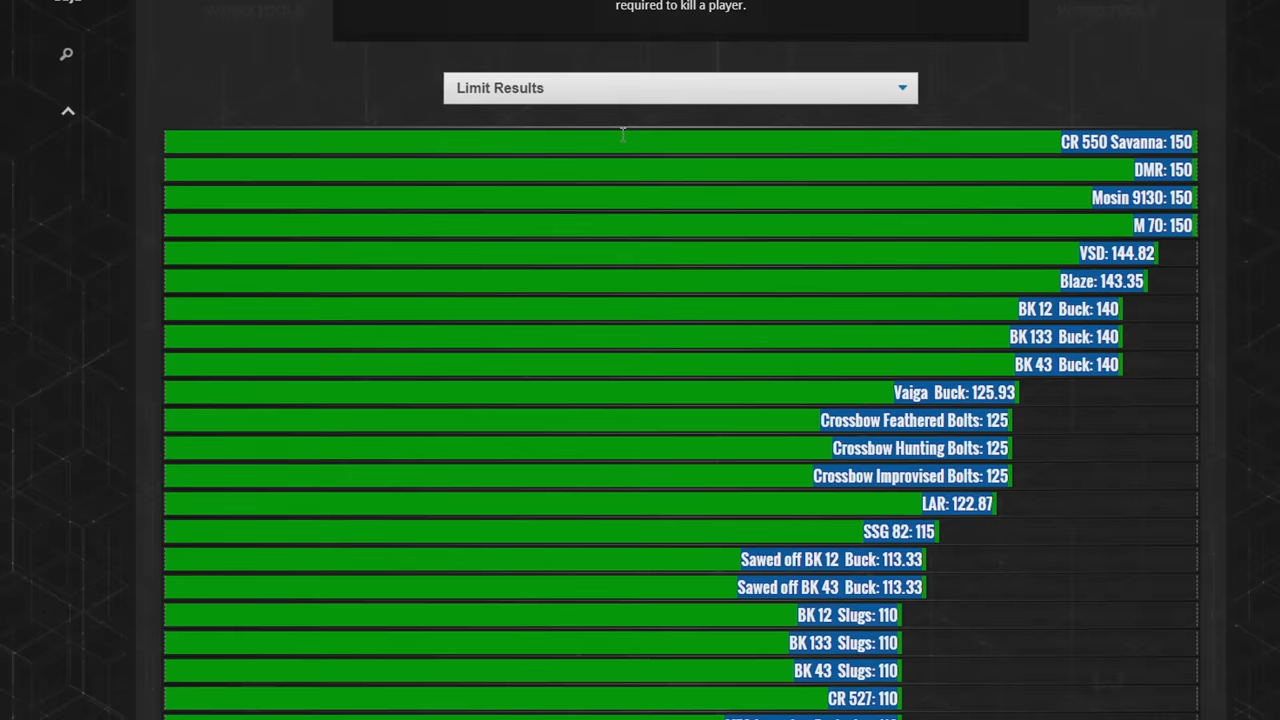 required to kill a player.
Limit Results
CR 550 Savanna: 150
DMR: 150
Mosin 9130: 150
M 70: 150
VSD: 144.82
Blaze: 143.35
BK 12 Buck: 140
BK 133 Buck: 140
BK 43 Buck: 140
Vaiga Buck: 125.93
Crossbow Feathered Bolts: 125
Crossbow Hunting Bolts: 125
Crossbow Improvised Bolts: 125
LAR: 122.87
SSG 82: 115
Sawed off BK 12 Buck: 113.33
Sawed off BK 43 Buck: 113.33
BK 12 Slugs: 110
BK 133 Slugs: 110
BK 43 Slugs: 110
CR 527: 110